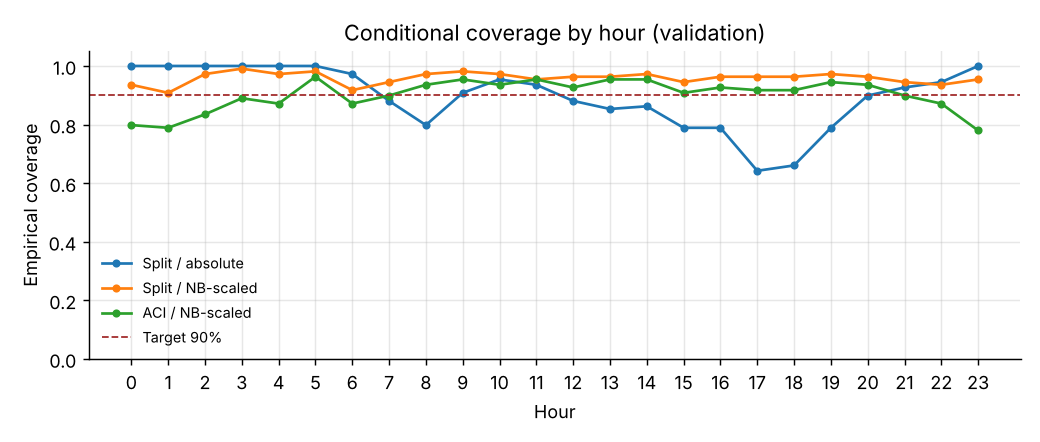 Conditional coverage by hour (validation)
Empirical coverage
1.0
0.8
0.6
0.4
0.2
0.0
Split / absolute
Split / NB-scaled
ACI / NB-scaled
Target 90%
0 1 2 3 4 5 6 7 8 9 10 11 12 13 14 15 16 17 18 19 20 21 22 23
Hour